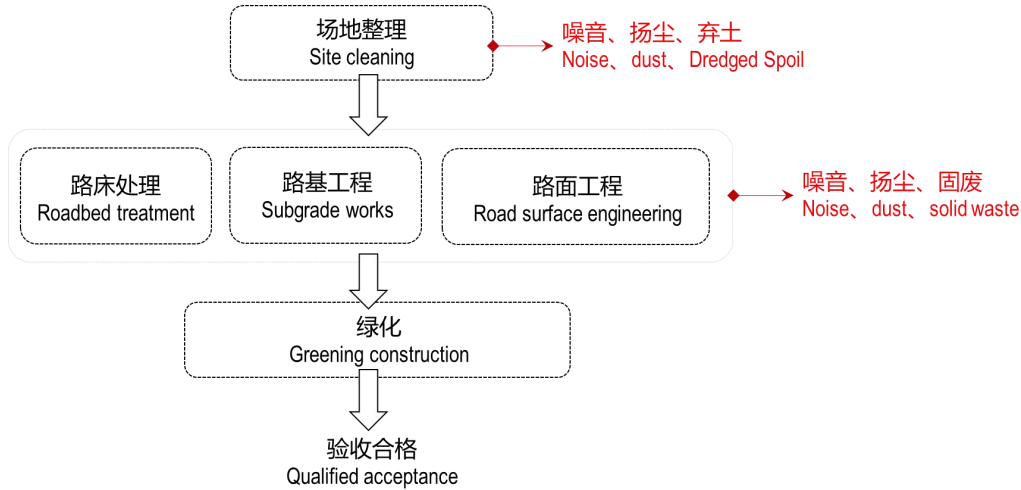 场地整理
Site cleaning
噪音、扬尘、弃土
Noise、dust、Dredged Spoil
路床处理
Roadbed treatment
路基工程
Subgrade works
路面工程
Road surface engineering
噪音、扬尘、固废
Noise、dust、solid waste
绿化
Greening construction
验收合格
Qualified acceptance